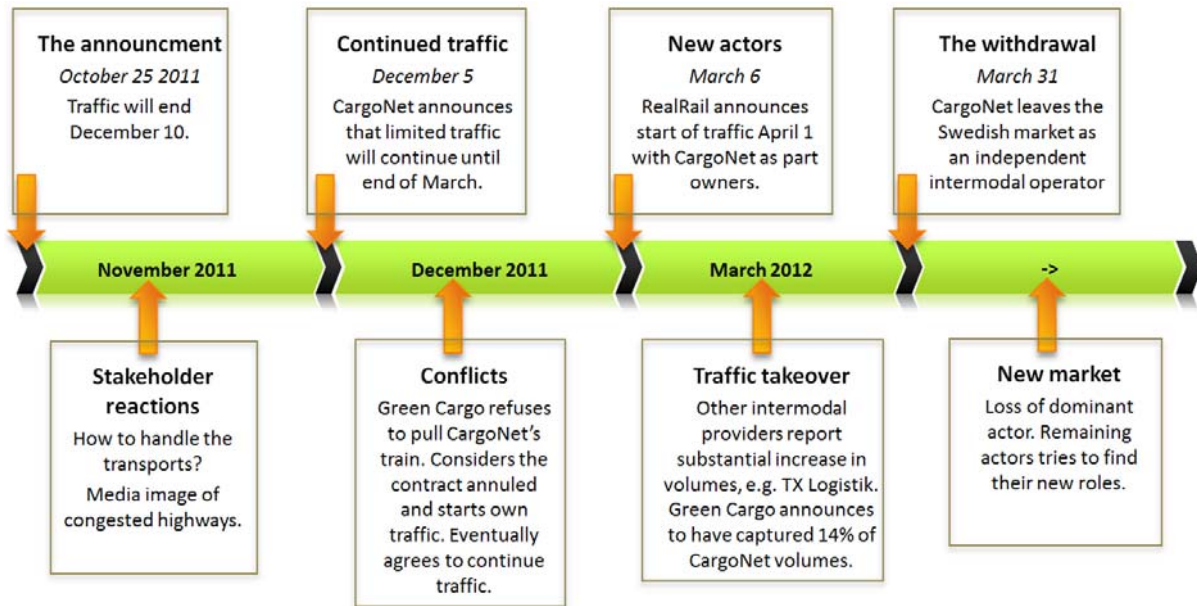 The announcment
October 25 2011
Traffic will end
December 10.
Continued traffic
December 5
CargoNet announces
that limited traffic
will continue until
end of March.
New actors
March 6
RealRail announces
start of traffic April 1
with CargoNet as part
owners.
The withdrawal
March 31
CargoNet leaves the
Swedish market as
an independent
intermodal operator
November 2011
December 2011
March 2012
->
Stakeholder
reactions
How to handle the
transports?
Media image of
congested highways.
Conflicts
Green Cargo refuses
to pull CargoNet's
train. Considers the
contract annuled
and starts own
traffic. Eventually
agrees to continue
traffic.
Traffic takeover
Other intermodal
providers report
substantial increase in
volumes, e.g. TX Logistik.
Green Cargo announces
to have captured 14% of
CargoNet volumes.
New market
Loss of dominant
actor. Remaining
actors tries to find
their new roles.